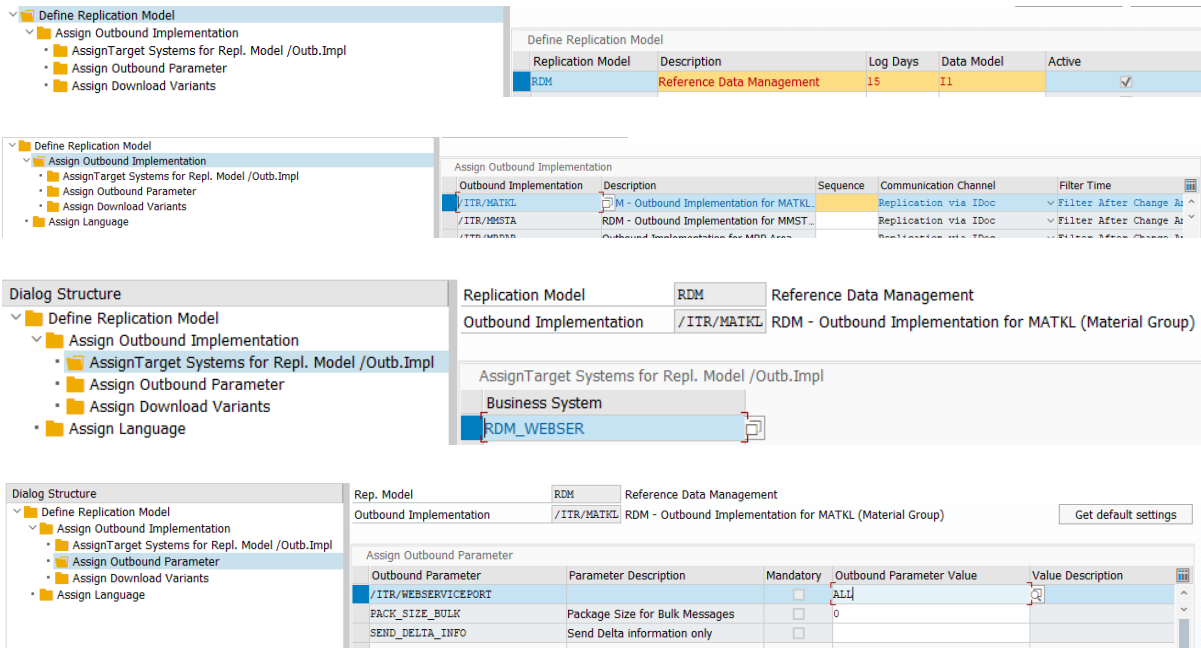 Define Replication Model
Assign Outbound Implementation
AssignTarget Systems for Repl. Model /Outb.Impl
Assign Outbound Parameter
Assign Download Variants
Define Replication Model
Replication Model Description Log Days Data Model Active
RDM Reference Data Management 15 I1
Define Replication Model
Assign Outbound Implementation
AssignTarget Systems for Repl. Model /Outb.Impl
Assign Outbound Parameter
Assign Download Variants
Assign Language
Assign Outbound Implementation
Outbound Implementation Description Sequence Communication Channel Filter Time
/ITR/MATKL M - Outbound Implementation for MATKL... Replication via IDoc Filter After Change An
/ITR/MMSTA RDM - Outbound Implementation for MMST... Replication via IDoc Filter After Change An
Dialog Structure
Define Replication Model
Assign Outbound Implementation
AssignTarget Systems for Repl. Model /Outb.Impl
Assign Outbound Parameter
Assign Download Variants
Assign Language
Replication Model RDM Reference Data Management
Outbound Implementation /ITR/MATKL RDM - Outbound Implementation for MATKL (Material Group)
AssignTarget Systems for Repl. Model /Outb.Impl
Business System
RDM_WEBSER
Dialog Structure
Define Replication Model
Assign Outbound Implementation
AssignTarget Systems for Repl. Model /Outb.Impl
Assign Outbound Parameter
Assign Download Variants
Assign Language
Rep. Model RDM Reference Data Management
Outbound Implementation /ITR/MATKL RDM - Outbound Implementation for MATKL (Material Group) Get default settings
Assign Outbound Parameter
Outbound Parameter Parameter Description Mandatory Outbound Parameter Value Value Description
/ITR/WEBSERVICEPORT ALL
PACK_SIZE_BULK Package Size for Bulk Messages 0
SEND_DELTA_INFO Send Delta information only